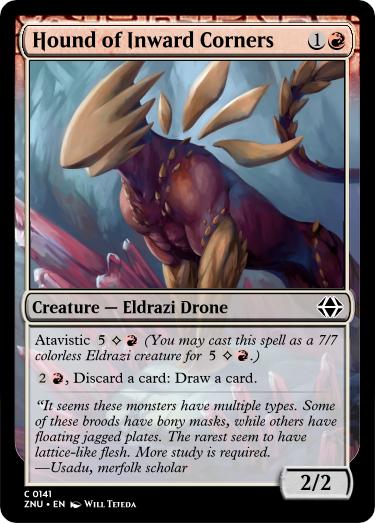 Hound of Inward Corners 1
Creature — Eldrazi Drone
Atavistic 5 (You may cast this spell as a 7/7
colorless Eldrazi creature for 5 .)
2 , Discard a card: Draw a card.
“It seems these monsters have multiple types. Some
of these broods have bony masks, while others have
floating jagged plates. The rarest seem to have
lattice-like flesh. More study is required.
—Usadu, merfolk scholar
2/2
C 0141
ZNU • EN Will Tejeda